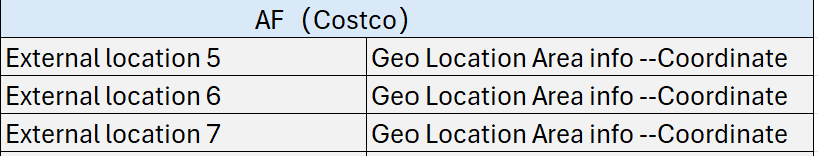 AF （Costco）
External location 5 Geo Location Area info --Coordinate
External location 6 Geo Location Area info --Coordinate
External location 7 Geo Location Area info --Coordinate